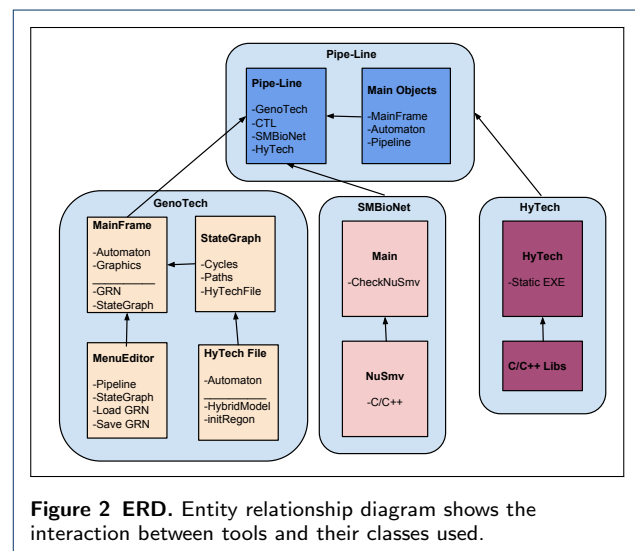 Pipe-Line
Pipe-Line
-GenoTech
-CTL
-SMBioNet
-HyTech
Main Objects
-MainFrame
-Automaton
-Pipeline
GenoTech
MainFrame
-Automaton
-Graphics
-GRN
-StateGraph
StateGraph
-Cycles
-Paths
-HyTechFile
MenuEditor
-Pipeline
-StateGraph
-Load GRN
-Save GRN
HyTech File
-Automaton
-HybridModel
-initRegon
SMBioNet
Main
-CheckNuSmv
NuSmv
-C/C++
HyTech
HyTech
-Static EXE
C/C++ Libs
Figure 2 ERD. Entity relationship diagram shows the
interaction between tools and their classes used.